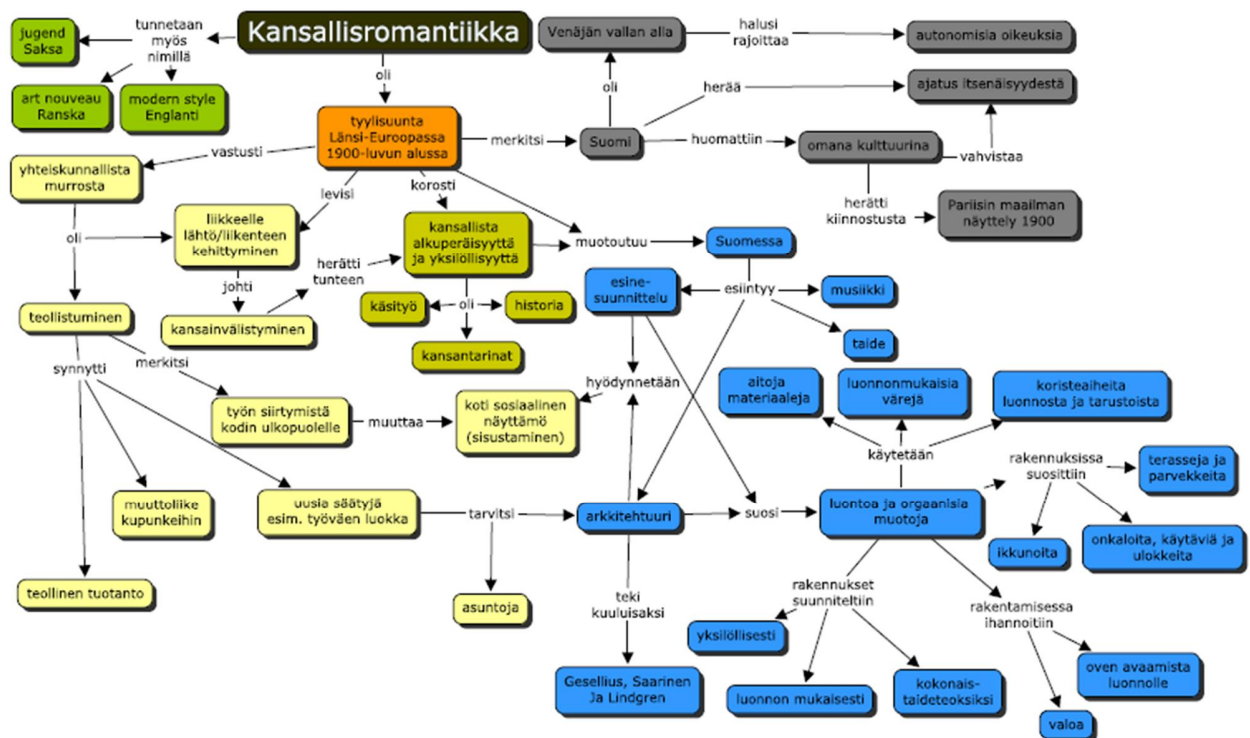 Kansallisromantiikka
tunnetaan
myös
nimillä
jugend
Saksa
art nouveau
Ranska
modern style
Englanti
oli
tyylisuunta
Länsi-Euroopassa
1900-luvun alussa
merkitsi
Suomi
oli
Venäjän vallan alla
halusi
rajoittaa
autonomisia oikeuksia
herää
ajatus itsenäisyydestä
huomattiin
omana kulttuurina
vahvistaa
herätti
kiinnostusta
Pariisin maailman
näyttely 1900
vastusti
yhteiskunnallista
murrosta
levisi
liikkeelle
lähtö/liikenteen
kehittyminen
oli
johti
kansainvälistyminen
herätti
tunteen
korosti
kansallista
alkuperäisyyttä
ja yksilöllisyyttä
oli
käsityö
historia
kansantarinat
muotoutuu
Suomessa
esiintyy
esine-
suunnittelu
musiikki
taide
teollistuminen
synnytti
merkitsi
työn siirtymistä
kodin ulkopuolelle
muuttaa
koti sosiaalinen
näyttämö
(sisustaminen)
hyödynnetään
muuttoliike
kupunkeihin
uusia säätyjä
esim. työväen luokka
teollinen tuotanto
tarvitsi
asuntoja
arkkitehtuuri
suosi
luontoa ja orgaanisia
muotoja
käytetään
aitoja
materiaaleja
luonnonmukaisia
värejä
koristeaiheita
luonnosta ja tarustoista
rakennuksissa
suosittiin
terasseja ja
parvekkeita
ikkunoita
onkaloita, käytäviä ja
ulokkeita
teki
kuuluisaksi
Gesellius, Saarinen
Ja Lindgren
rakennukset
suunniteltiin
yksilöllisesti
luonnon mukaisesti
kokonais-
taideteoksiksi
rakentamisessa
ihannoitiin
oven avaamista
luonnolle
valoa